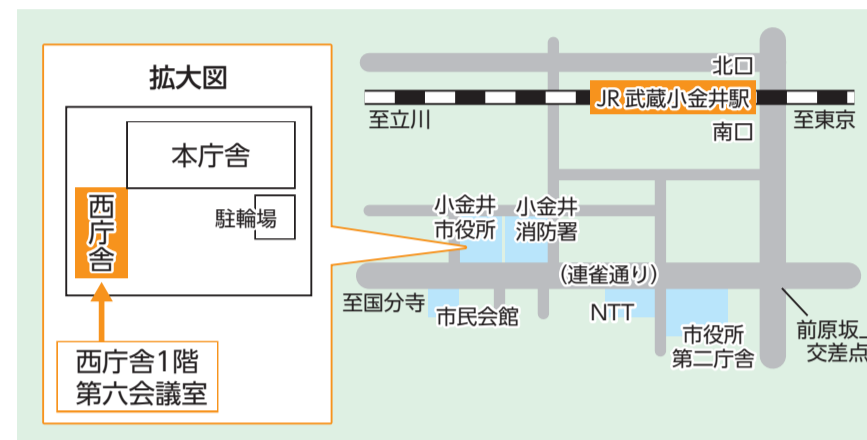 拡大図
本庁舎
西庁舎
駐輪場
西庁舎1階
第六会議室
北口
JR 武蔵小金井駅
至立川
南口
至東京
小金井
市役所
小金井
消防署
(連雀通り)
至国分寺
市民会館
NTT
市役所
第二庁舎
前原坂上
交差点